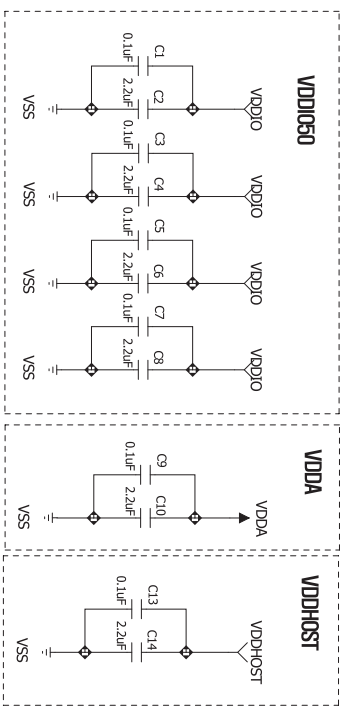 VDDIO50
VDDIO
C1
C2
0.1uF
2.2uF
VSS
VDDIO
C3
C4
0.1uF
2.2uF
VSS
VDDIO
C5
C6
0.1uF
2.2uF
VSS
VDDIO
C7
C8
0.1uF
2.2uF
VSS
VDDA
VDDA
C9
C10
0.1uF
2.2uF
VSS
VDDHOST
VDDHOST
C13
C14
0.1uF
2.2uF
VSS